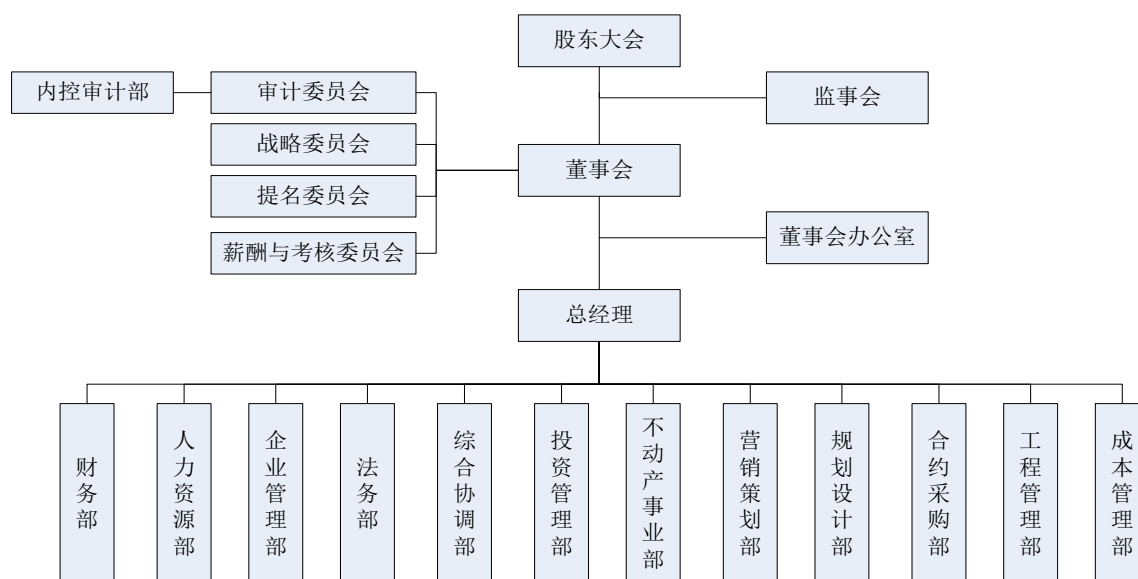 股东大会
内控审计部
审计委员会
监事会
战略委员会
董事会
提名委员会
薪酬与考核委员会
董事会办公室
总经理
财务部
人力资源部
企业管理部
法务部
综合协调部
投资管理部
不动产事业部
营销策划部
规划设计部
合约采购部
工程管理部
成本管理部